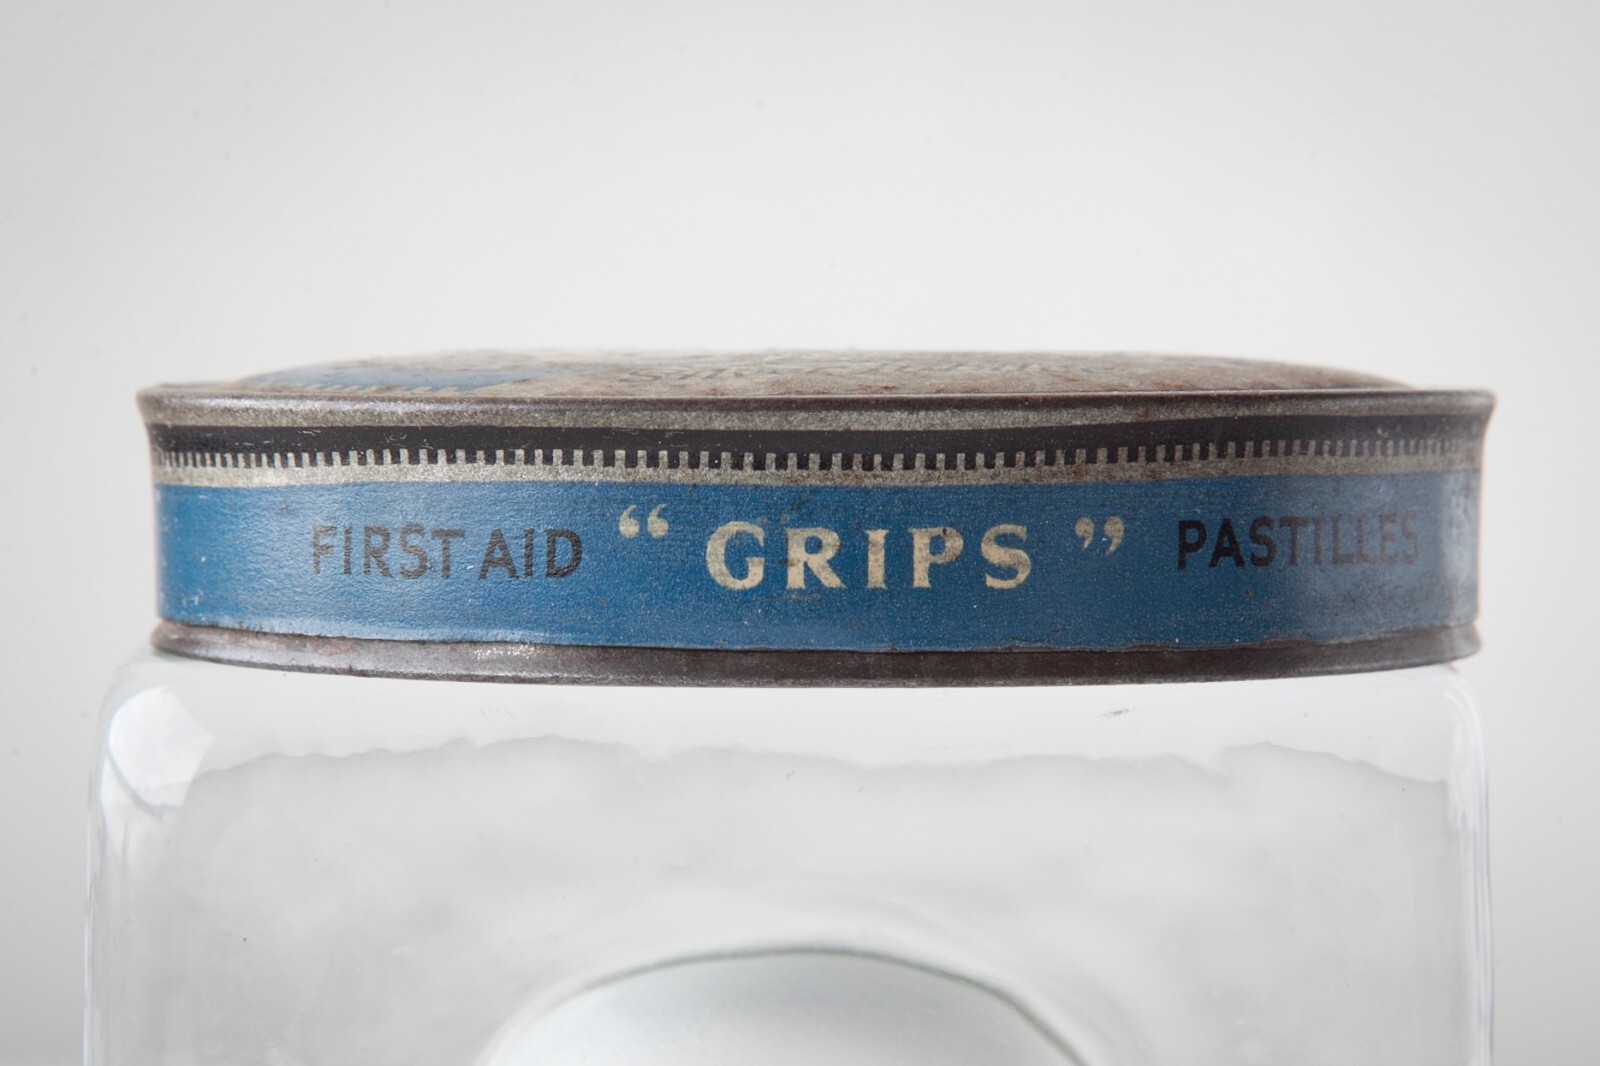 FIRST AID “ GRIPS ” PASTILLES